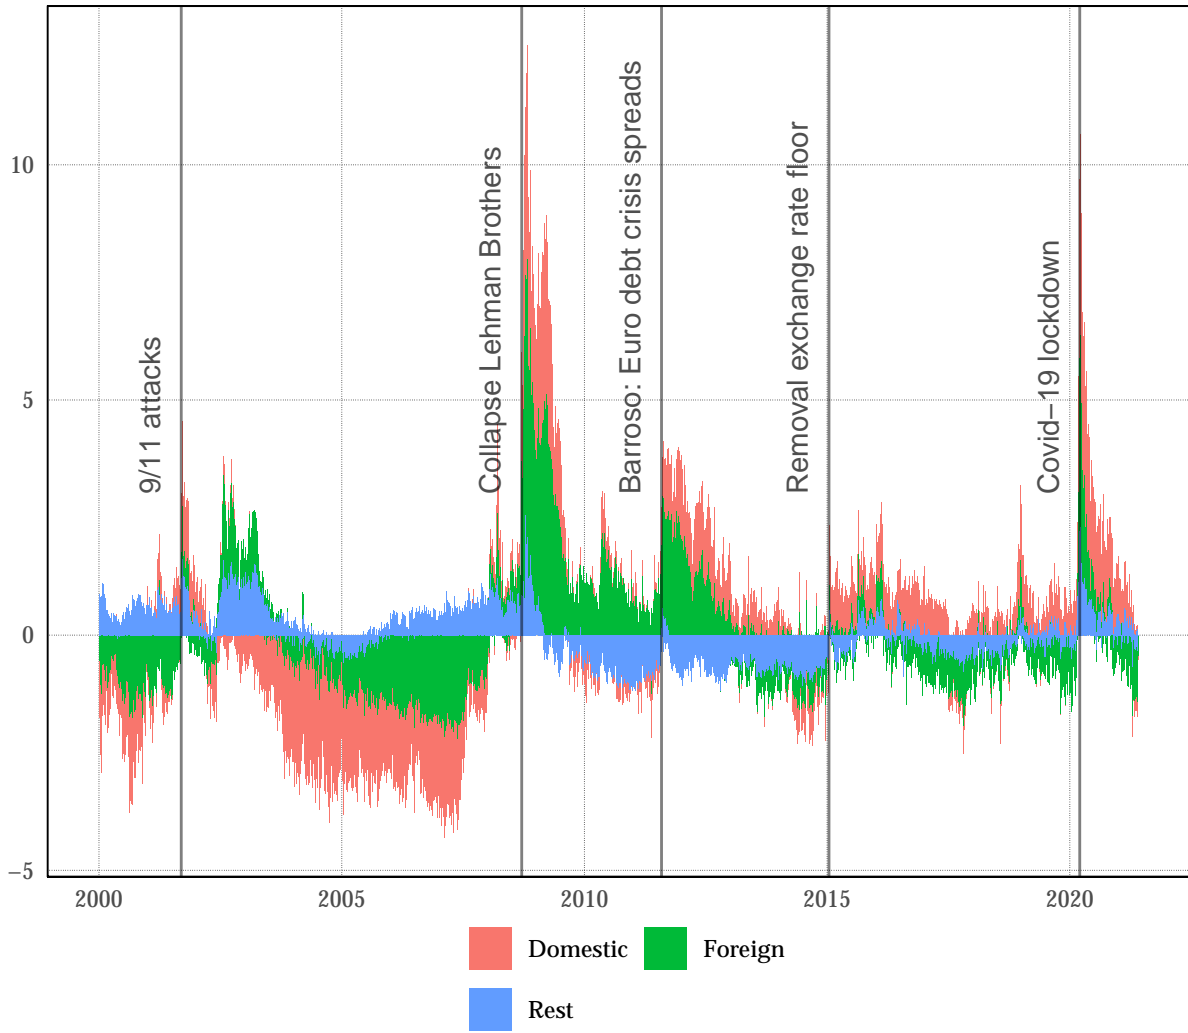 10
5
0
−5
9/11 attacks
Collapse Lehman Brothers
Barroso: Euro debt crisis spreads
Removal exchange rate floor
Covid−19 lockdown
2000
2005
2010
2015
2020
Domestic
Foreign
Rest